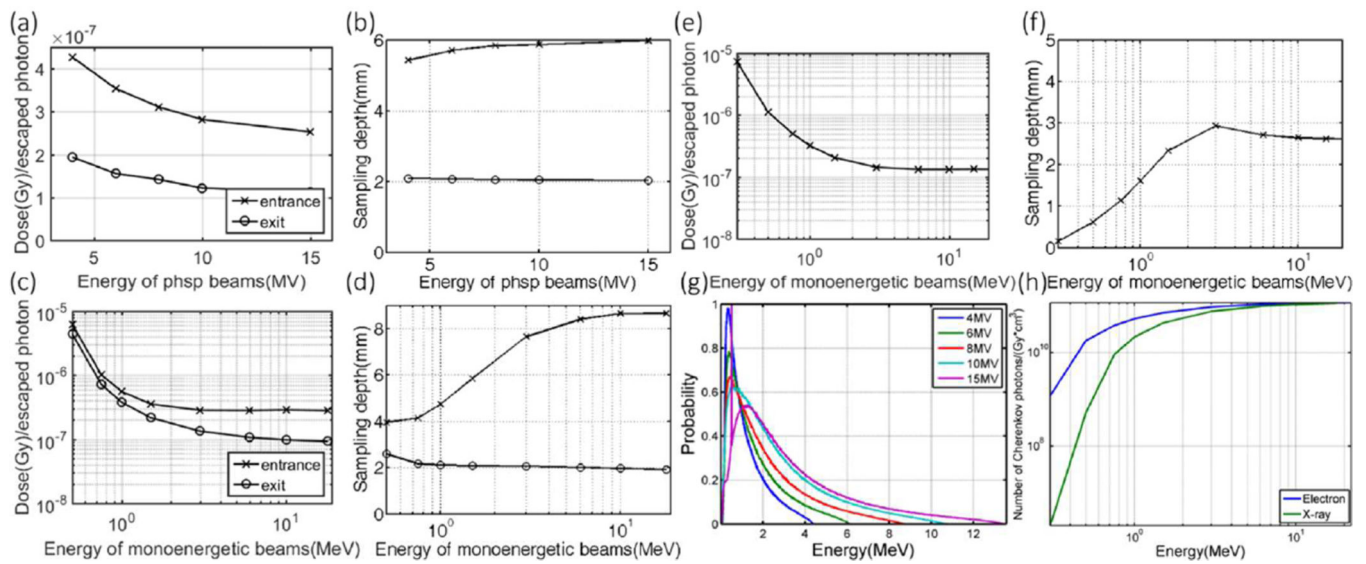 (a)
×10⁻⁷
Dose(Gy)/escaped photon
4
3
2
1
0
5
10
15
entrance
exit
Energy of phsp beams(MV)
(b)
Sampling depth(mm)
6
4
2
0
5
10
15
Energy of phsp beams(MV)
(e)
Dose(Gy)/escaped photon
10⁻⁵
10⁻⁶
10⁻⁷
10⁻⁸
10⁰
10¹
Energy of monoenergetic beams(MeV)
(f)
Sampling depth(mm)
5
4
3
2
1
0
10⁰
10¹
Energy of monoenergetic beams(MeV)
(c)
Dose(Gy)/escaped photon
10⁻⁵
10⁻⁶
10⁻⁷
10⁻⁸
10⁰
10¹
entrance
exit
Energy of monoenergetic beams(MeV)
(d)
Sampling depth(mm)
8
6
4
2
0
10⁰
10¹
Energy of monoenergetic beams(MeV)
(g)
Probability
1
0.8
0.6
0.4
0.2
0
2
4
6
8
10
12
4MV
6MV
8MV
10MV
15MV
Energy(MeV)
(h)
Number of Cherenkov photons/(Gy*cm³)
10¹⁰
10⁸
10⁰
10¹
Electron
X-ray
Energy(MeV)